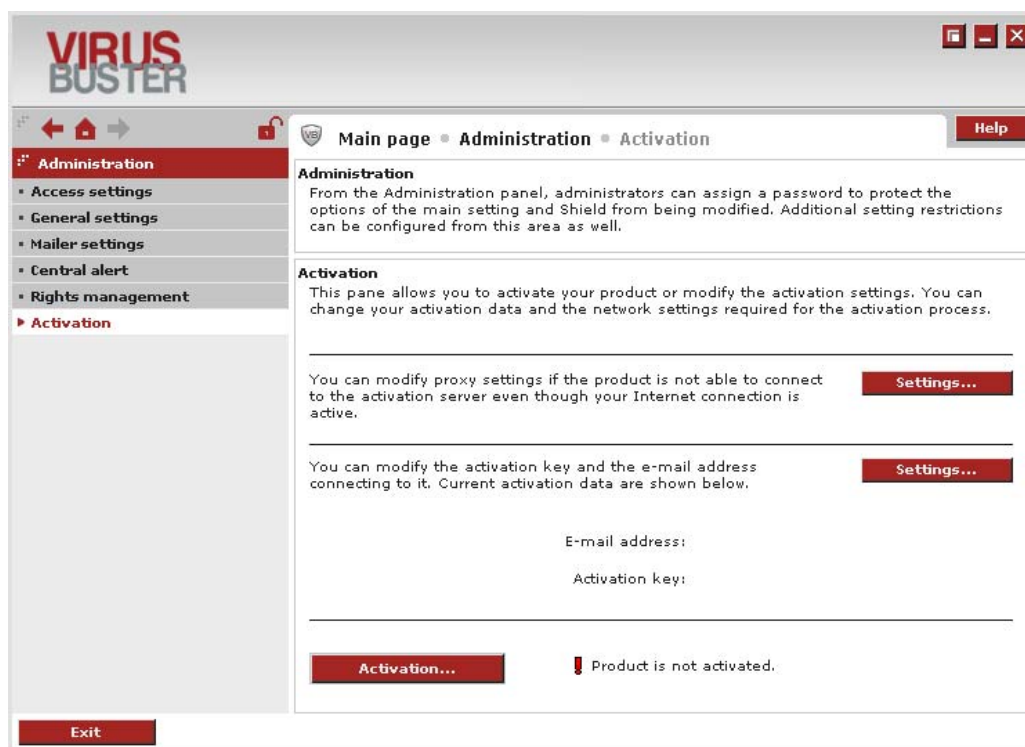 VIRUS
BUSTER
Administration
Access settings
General settings
Mailer settings
Central alert
Rights management
Activation
Exit
VB
Main page • Administration • Activation
Help
Administration
From the Administration panel, administrators can assign a password to protect the
options of the main setting and Shield from being modified. Additional setting restrictions
can be configured from this area as well.
Activation
This pane allows you to activate your product or modify the activation settings. You can
change your activation data and the network settings required for the activation process.
You can modify proxy settings if the product is not able to connect
to the activation server even though your Internet connection is
active.
Settings...
You can modify the activation key and the e-mail address
connecting to it. Current activation data are shown below.
Settings...
E-mail address:
Activation key:
Activation...
Product is not activated.